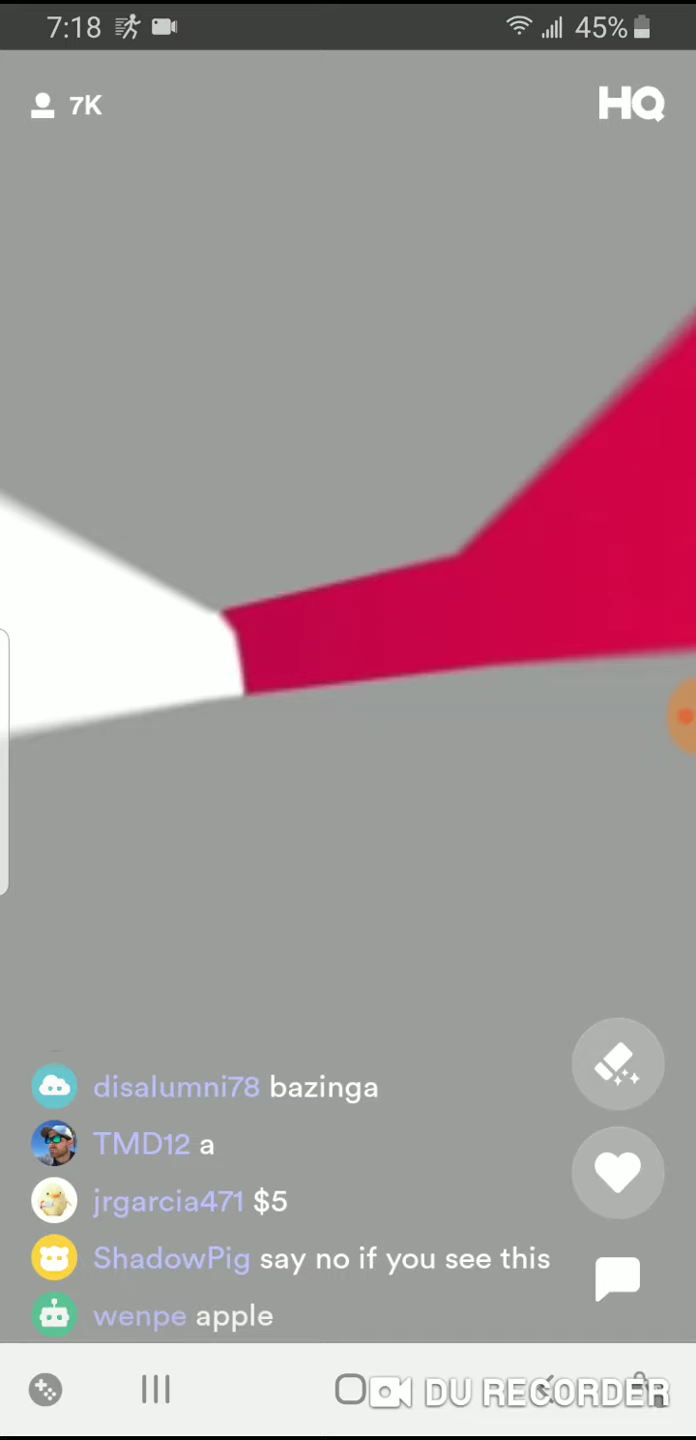 7:18
45%
7K
HQ
disalumni78 bazinga
TMD12 a
jrgarcia471 $5
ShadowPig say no if you see this
wenpe apple
DU RECORDER